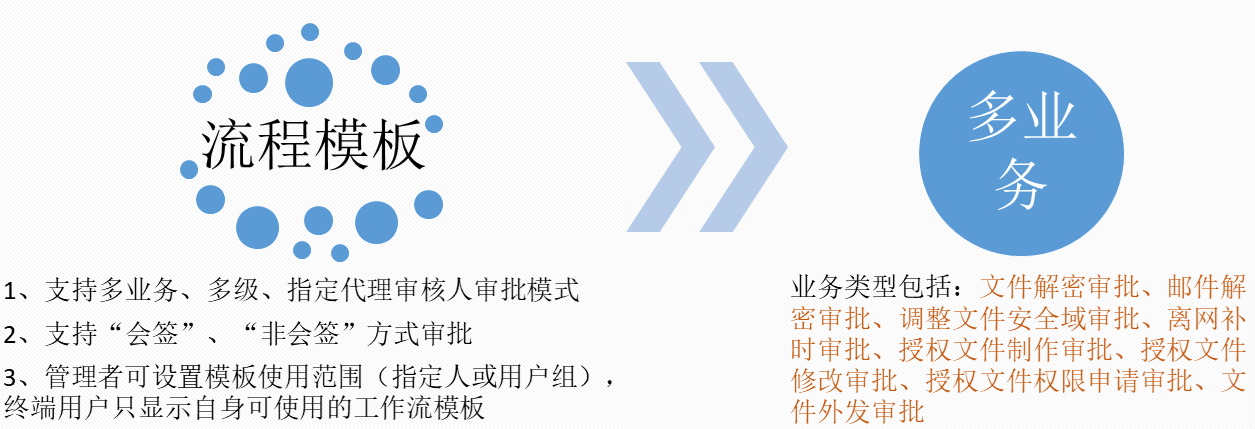 流程模板
1、支持多业务、多级、指定代理审核人审批模式
2、支持“会签”、“非会签”方式审批
3、管理者可设置模板使用范围（指定人或用户组），
终端用户只显示自身可使用的工作流模板
多业
务
业务类型包括：文件解密审批、邮件解
密审批、调整文件安全域审批、离网补
时审批、授权文件制作审批、授权文件
修改审批、授权文件权限申请审批、文
件外发审批